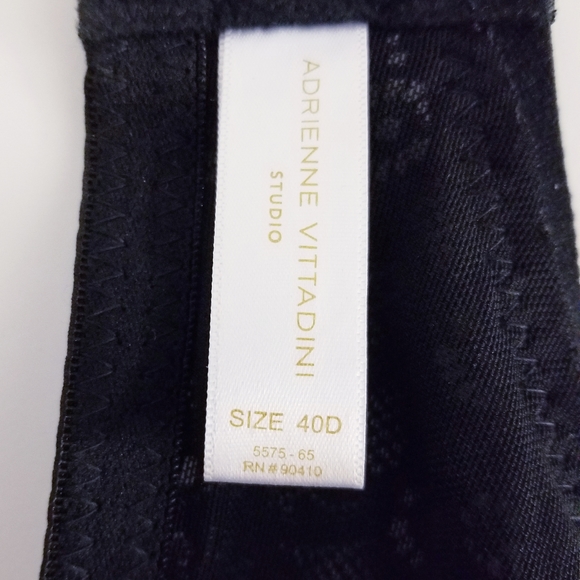 ADRIENNE VITTADINI
STUDIO
SIZE 40D
5575 - 65
RN # 90410